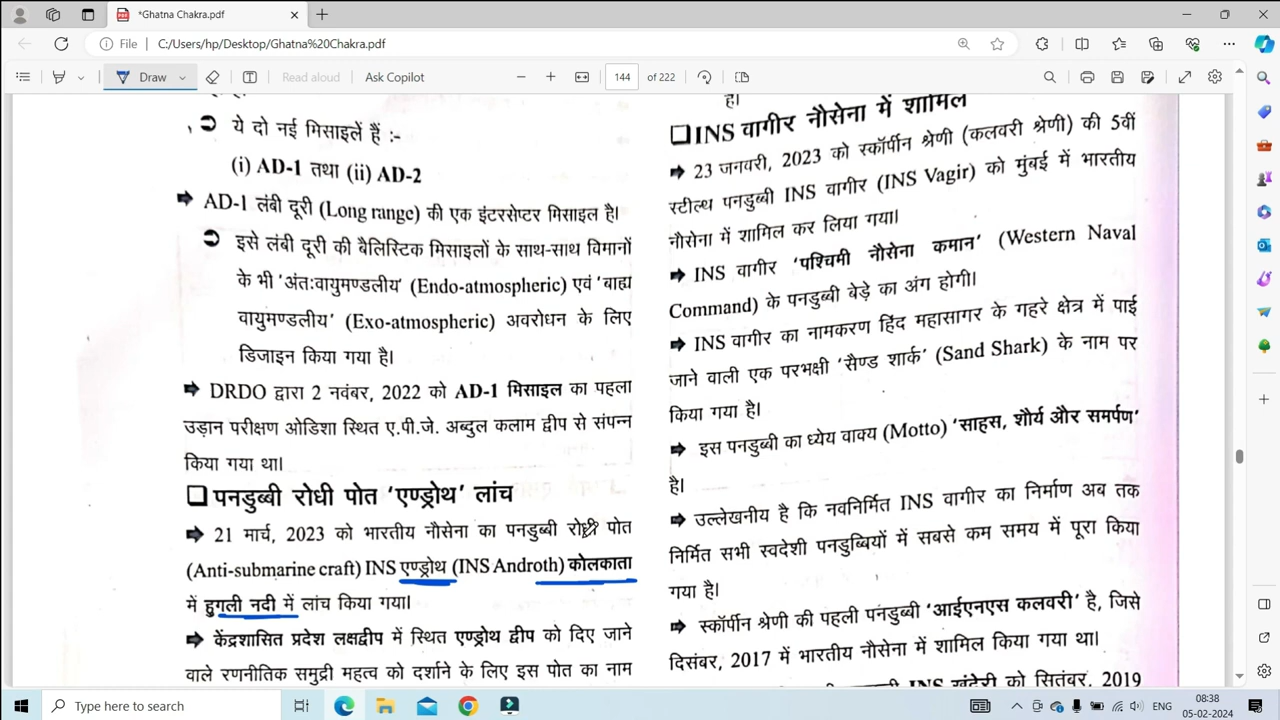 *Ghatna Chakra.pdf
File
C:/Users/hp/Desktop/Ghatna%20Chakra.pdf
Draw
Read aloud
Ask Copilot
144
of 222
ये दो नई मिसाइलें हैं :-
(i) AD-1 तथा (ii) AD-2
AD-1 लंबी दूरी (Long range) की एक इंटरसेप्टर मिसाइल है।
इसे लंबी दूरी की बैलिस्टिक मिसाइलों के साथ-साथ विमानों
के भी 'अंतःवायुमण्डलीय' (Endo-atmospheric) एवं 'बाह्य
वायुमण्डलीय' (Exo-atmospheric) अवरोधन के लिए
डिजाइन किया गया है।
DRDO द्वारा 2 नवंबर, 2022 को AD-1 मिसाइल का पहला
उड़ान परीक्षण ओडिशा स्थित ए.पी.जे. अब्दुल कलाम द्वीप से संपन्न
किया गया था।
पनडुब्बी रोधी पोत 'एण्ड्रोथ' लांच
21 मार्च, 2023 को भारतीय नौसेना का पनडुब्बी रोधी पोत
(Anti-submarine craft) INS एण्ड्रोथ (INS Androth) कोलकाता
में हुगली नदी में लांच किया गया।
केंद्रशासित प्रदेश लक्षद्वीप में स्थित एण्ड्रोथ द्वीप को दिए जाने
वाले रणनीतिक समुद्री महत्व को दर्शाने के लिए इस पोत का नाम
है।
INS वागीर नौसेना में शामिल
23 जनवरी, 2023 को स्कॉर्पीन श्रेणी (कलवरी श्रेणी) की 5वीं
स्टील्थ पनडुब्बी INS वागीर (INS Vagir) को मुंबई में भारतीय
नौसेना में शामिल कर लिया गया।
INS वागीर 'पश्चिमी नौसेना कमान' (Western Naval
Command) के पनडुब्बी बेड़े का अंग होगी।
INS वागीर का नामकरण हिंद महासागर के गहरे क्षेत्र में पाई
जाने वाली एक परभक्षी 'सैण्ड शार्क' (Sand Shark) के नाम पर
किया गया है।
इस पनडुब्बी का ध्येय वाक्य (Motto) 'साहस, शौर्य और समर्पण'
है।
उल्लेखनीय है कि नवनिर्मित INS वागीर का निर्माण अब तक
निर्मित सभी स्वदेशी पनडुब्बियों में सबसे कम समय में पूरा किया
गया है।
स्कॉर्पीन श्रेणी की पहली पनडुब्बी 'आईएनएस कलवरी' है, जिसे
दिसंबर, 2017 में भारतीय नौसेना में शामिल किया गया था।
INS खंदेरी को सितंबर, 2019
Type here to search
ENG
08:38
05-02-2024